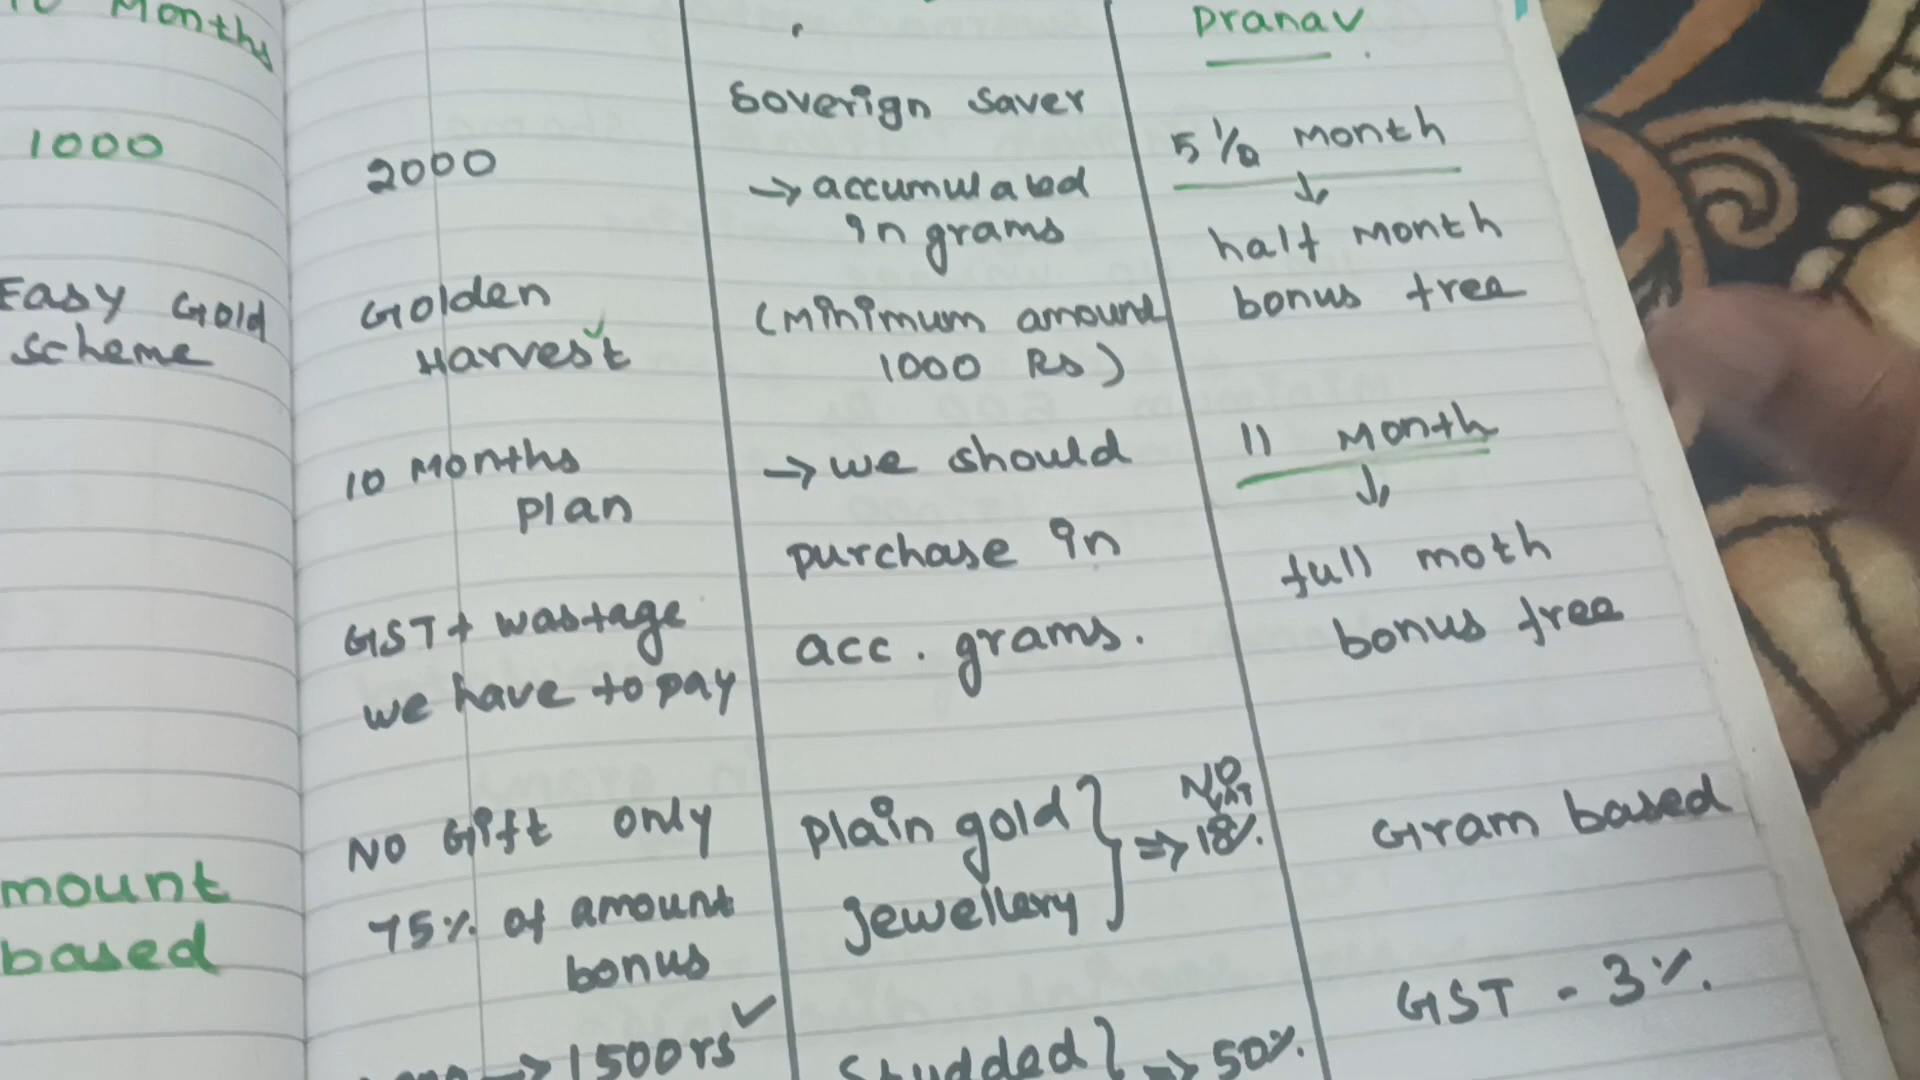 Months
1000
Easy Gold
scheme
mount
based
2000
Golden
Harvest
10 Months
plan
GST + wastage
we have to pay
NO Gift only
75% of amount
bonus
→ 1500rs
Soverign saver
→ accumulated
in grams
(Minimum amount
1000 Rs)
→ we should
purchase in
acc. grams.
plain gold
jewellery
⇒ NO
VAT
18%.
Studded
⇒ 50%.
Pranav
5 1/2 month
half month
bonus free
11 Month
full moth
bonus free
Gram based
GST - 3%.